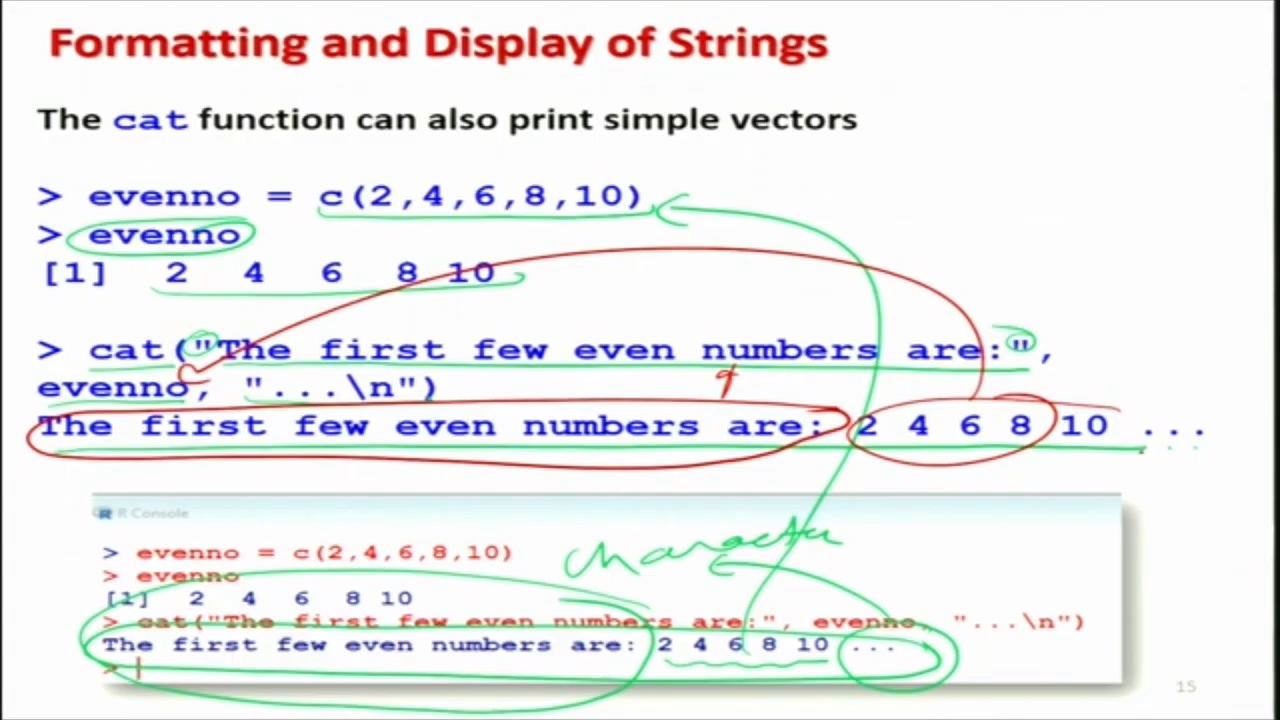 Formatting and Display of Strings
The cat function can also print simple vectors
> evenno = c(2,4,6,8,10)
> evenno
[1] 2 4 6 8 10
> cat("The first few even numbers are:",
evenno, "...\n")
The first few even numbers are: 2 4 6 8 10 ...
R R Console
> evenno = c(2,4,6,8,10)
character
> evenno
[1] 2 4 6 8 10
> cat("The first few even numbers are:", evenno, "...\n")
The first few even numbers are: 2 4 6 8 10 ...
>
15